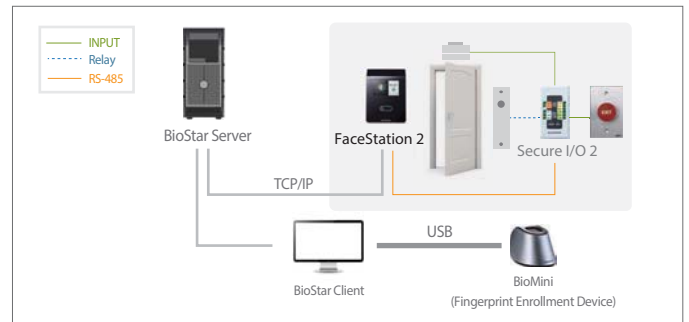 INPUT
Relay
RS-485
BioStar Server
FaceStation 2
EXIT
Secure I/O 2
TCP/IP
USB
BioStar Client
BioMini
(Fingerprint Enrollment Device)